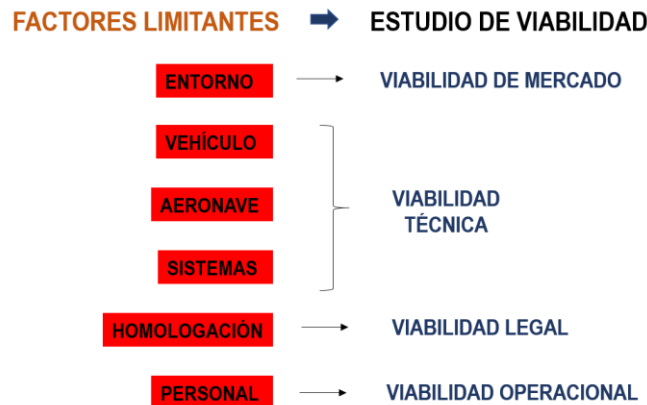 FACTORES LIMITANTES ESTUDIO DE VIABILIDAD
ENTORNO VIABILIDAD DE MERCADO
VEHÍCULO
AERONAVE
VIABILIDAD
TÉCNICA
SISTEMAS
HOMOLOGACIÓN VIABILIDAD LEGAL
PERSONAL VIABILIDAD OPERACIONAL